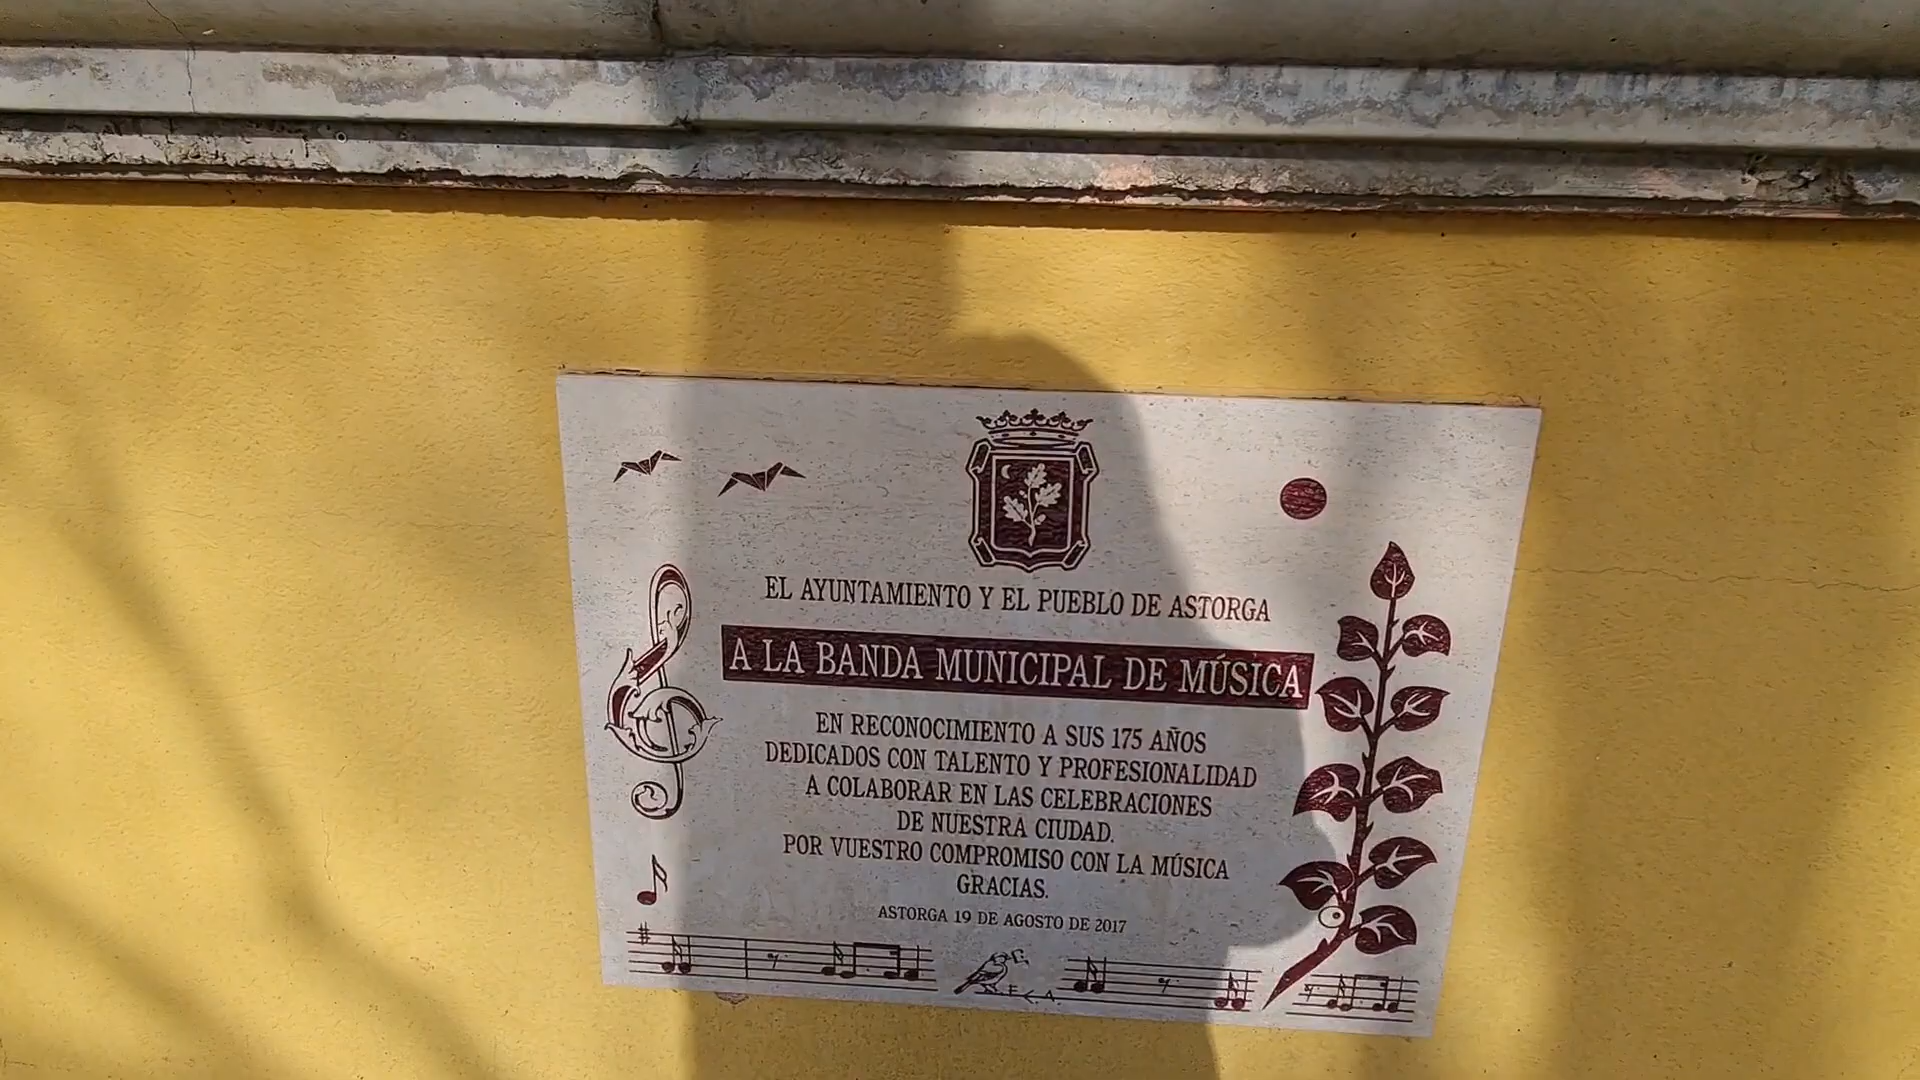 EL AYUNTAMIENTO Y EL PUEBLO DE ASTORGA
A LA BANDA MUNICIPAL DE MÚSICA
EN RECONOCIMIENTO A SUS 175 AÑOS
DEDICADOS CON TALENTO Y PROFESIONALIDAD
A COLABORAR EN LAS CELEBRACIONES
DE NUESTRA CIUDAD.
POR VUESTRO COMPROMISO CON LA MÚSICA
GRACIAS.
ASTORGA 19 DE AGOSTO DE 2017